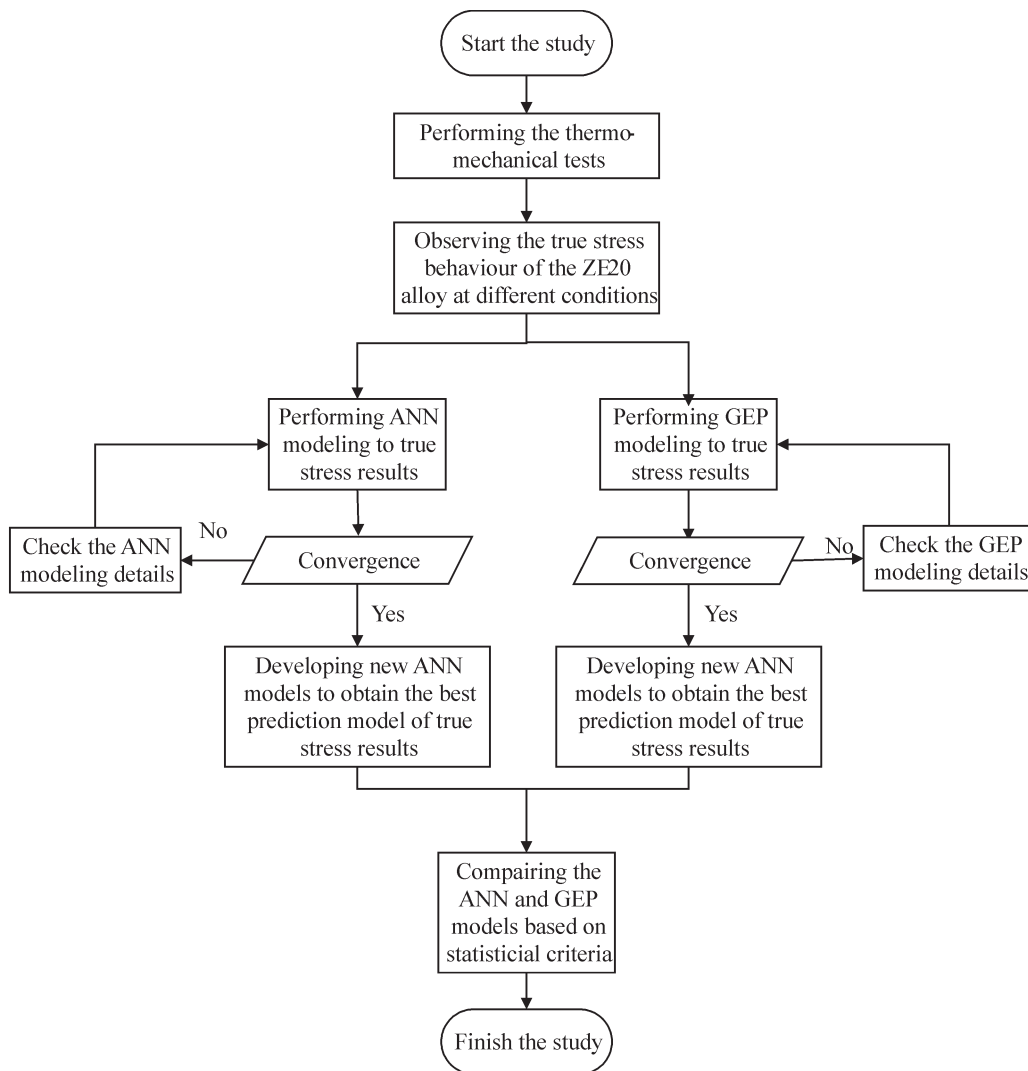 Start the study
Performing the thermo-
mechanical tests
Observing the true stress
behaviour of the ZE20
alloy at different conditions
Performing ANN
modeling to true
stress results
Performing GEP
modeling to true
stress results
No
Check the ANN
modeling details
Convergence
Convergence
No
Check the GEP
modeling details
Yes
Yes
Developing new ANN
models to obtain the best
prediction model of true
stress results
Developing new ANN
models to obtain the best
prediction model of true
stress results
Compairing the
ANN and GEP
models based on
statisticial criteria
Finish the study